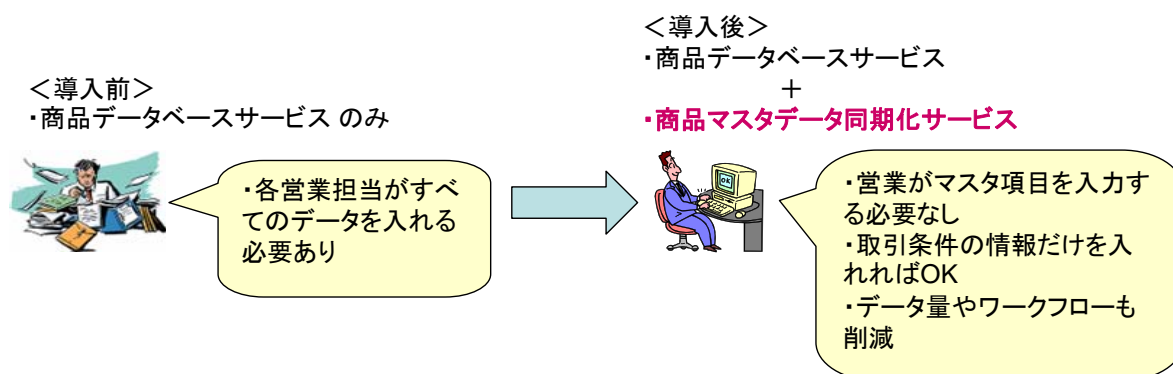 ＜導入前＞
・商品データベースサービス のみ
・各営業担当がすべ
てのデータを入れる
必要あり
＜導入後＞
・商品データベースサービス
＋
・商品マスタデータ同期化サービス
OK
・営業がマスタ項目を入力す
る必要なし
・取引条件の情報だけを入
れればOK
・データ量やワークフローも
削減